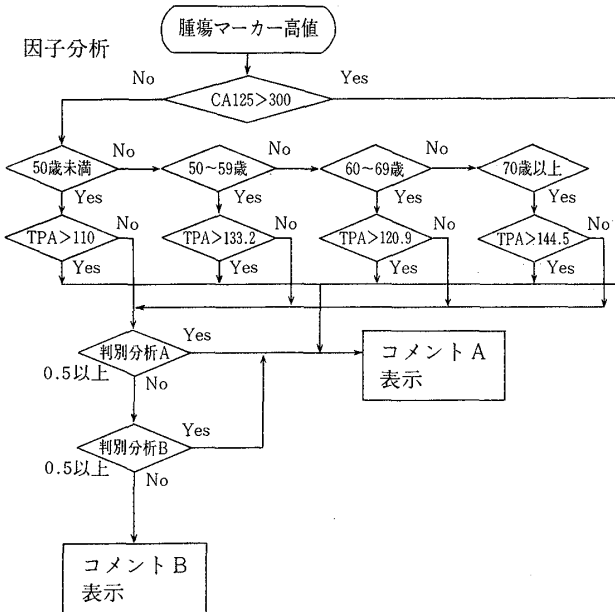 腫瘍マーカー高値
因子分析
No
Yes
CA125>300
50歳未満
No
50～59歳
No
60～69歳
No
70歳以上
Yes
Yes
Yes
Yes
TPA>110
No
TPA>133.2
No
TPA>120.9
No
TPA>144.5
No
Yes
Yes
Yes
Yes
判別分析A
Yes
0.5以上
No
コメントA
表示
判別分析B
Yes
0.5以上
No
コメントB
表示